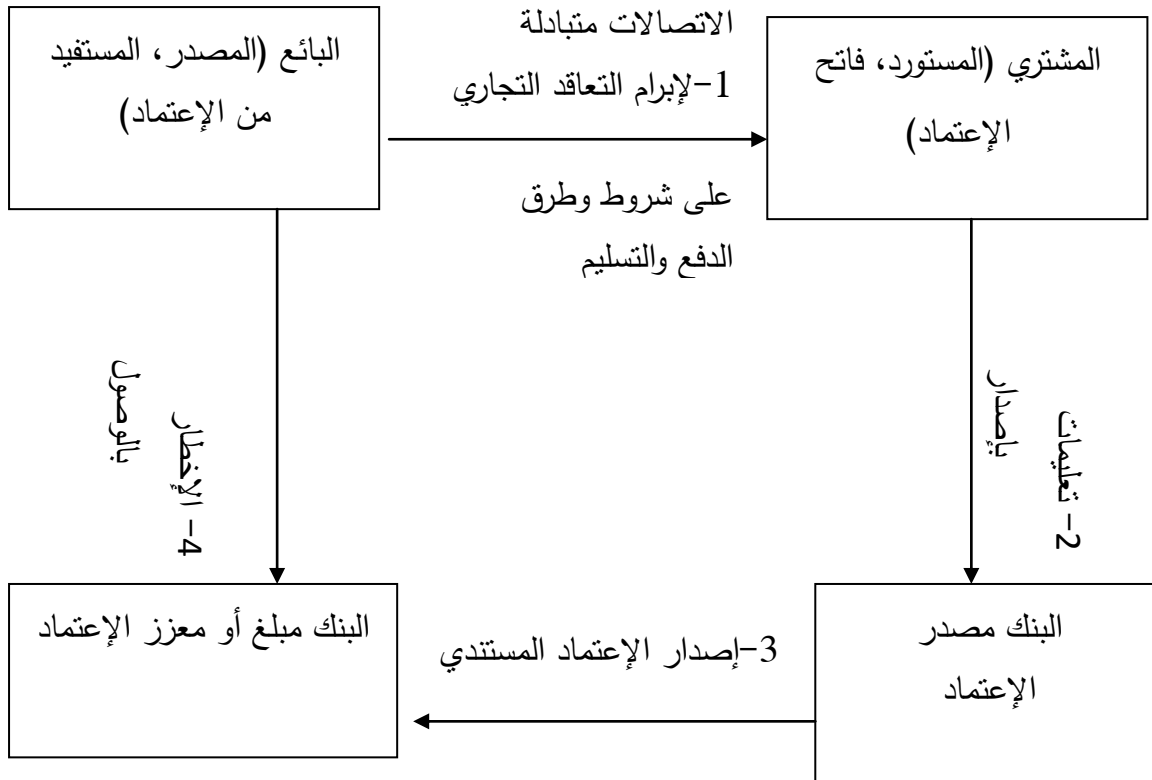 الاتصالات متبادلة
1-لإبرام التعاقد التجاري
المشتري (المستورد، فاتح
الإعتماد)
البائع (المصدر، المستفيد
من الإعتماد)
على شروط وطرق
الدفع والتسليم
2- تعليمات
بإصدار
4- الإخطار
بالوصول
البنك مصدر
الإعتماد
3-إصدار الإعتماد المستندي
البنك مبلغ أو معزز الإعتماد